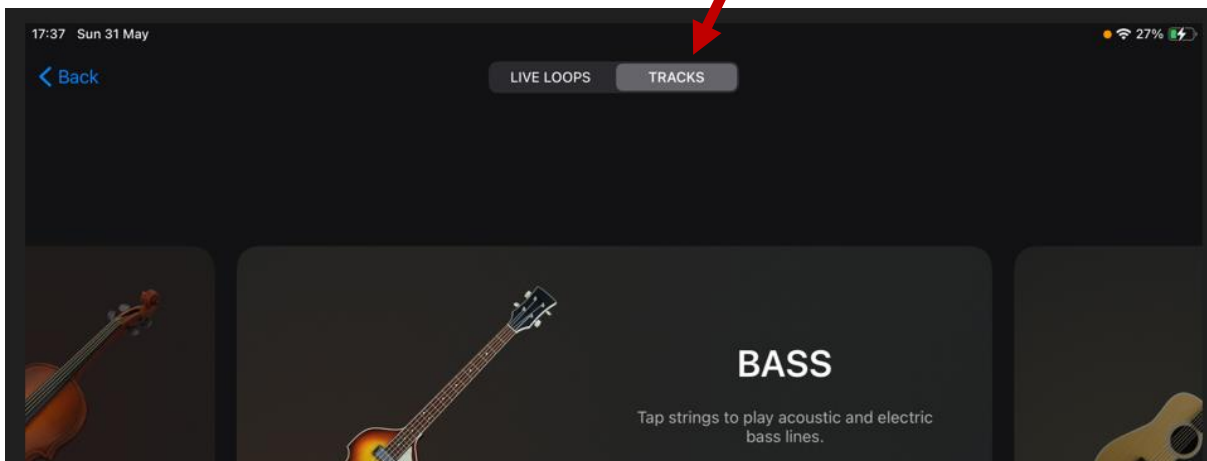 17:37 Sun 31 May
27%
Back
LIVE LOOPS
TRACKS
BASS
Tap strings to play acoustic and electric
bass lines.